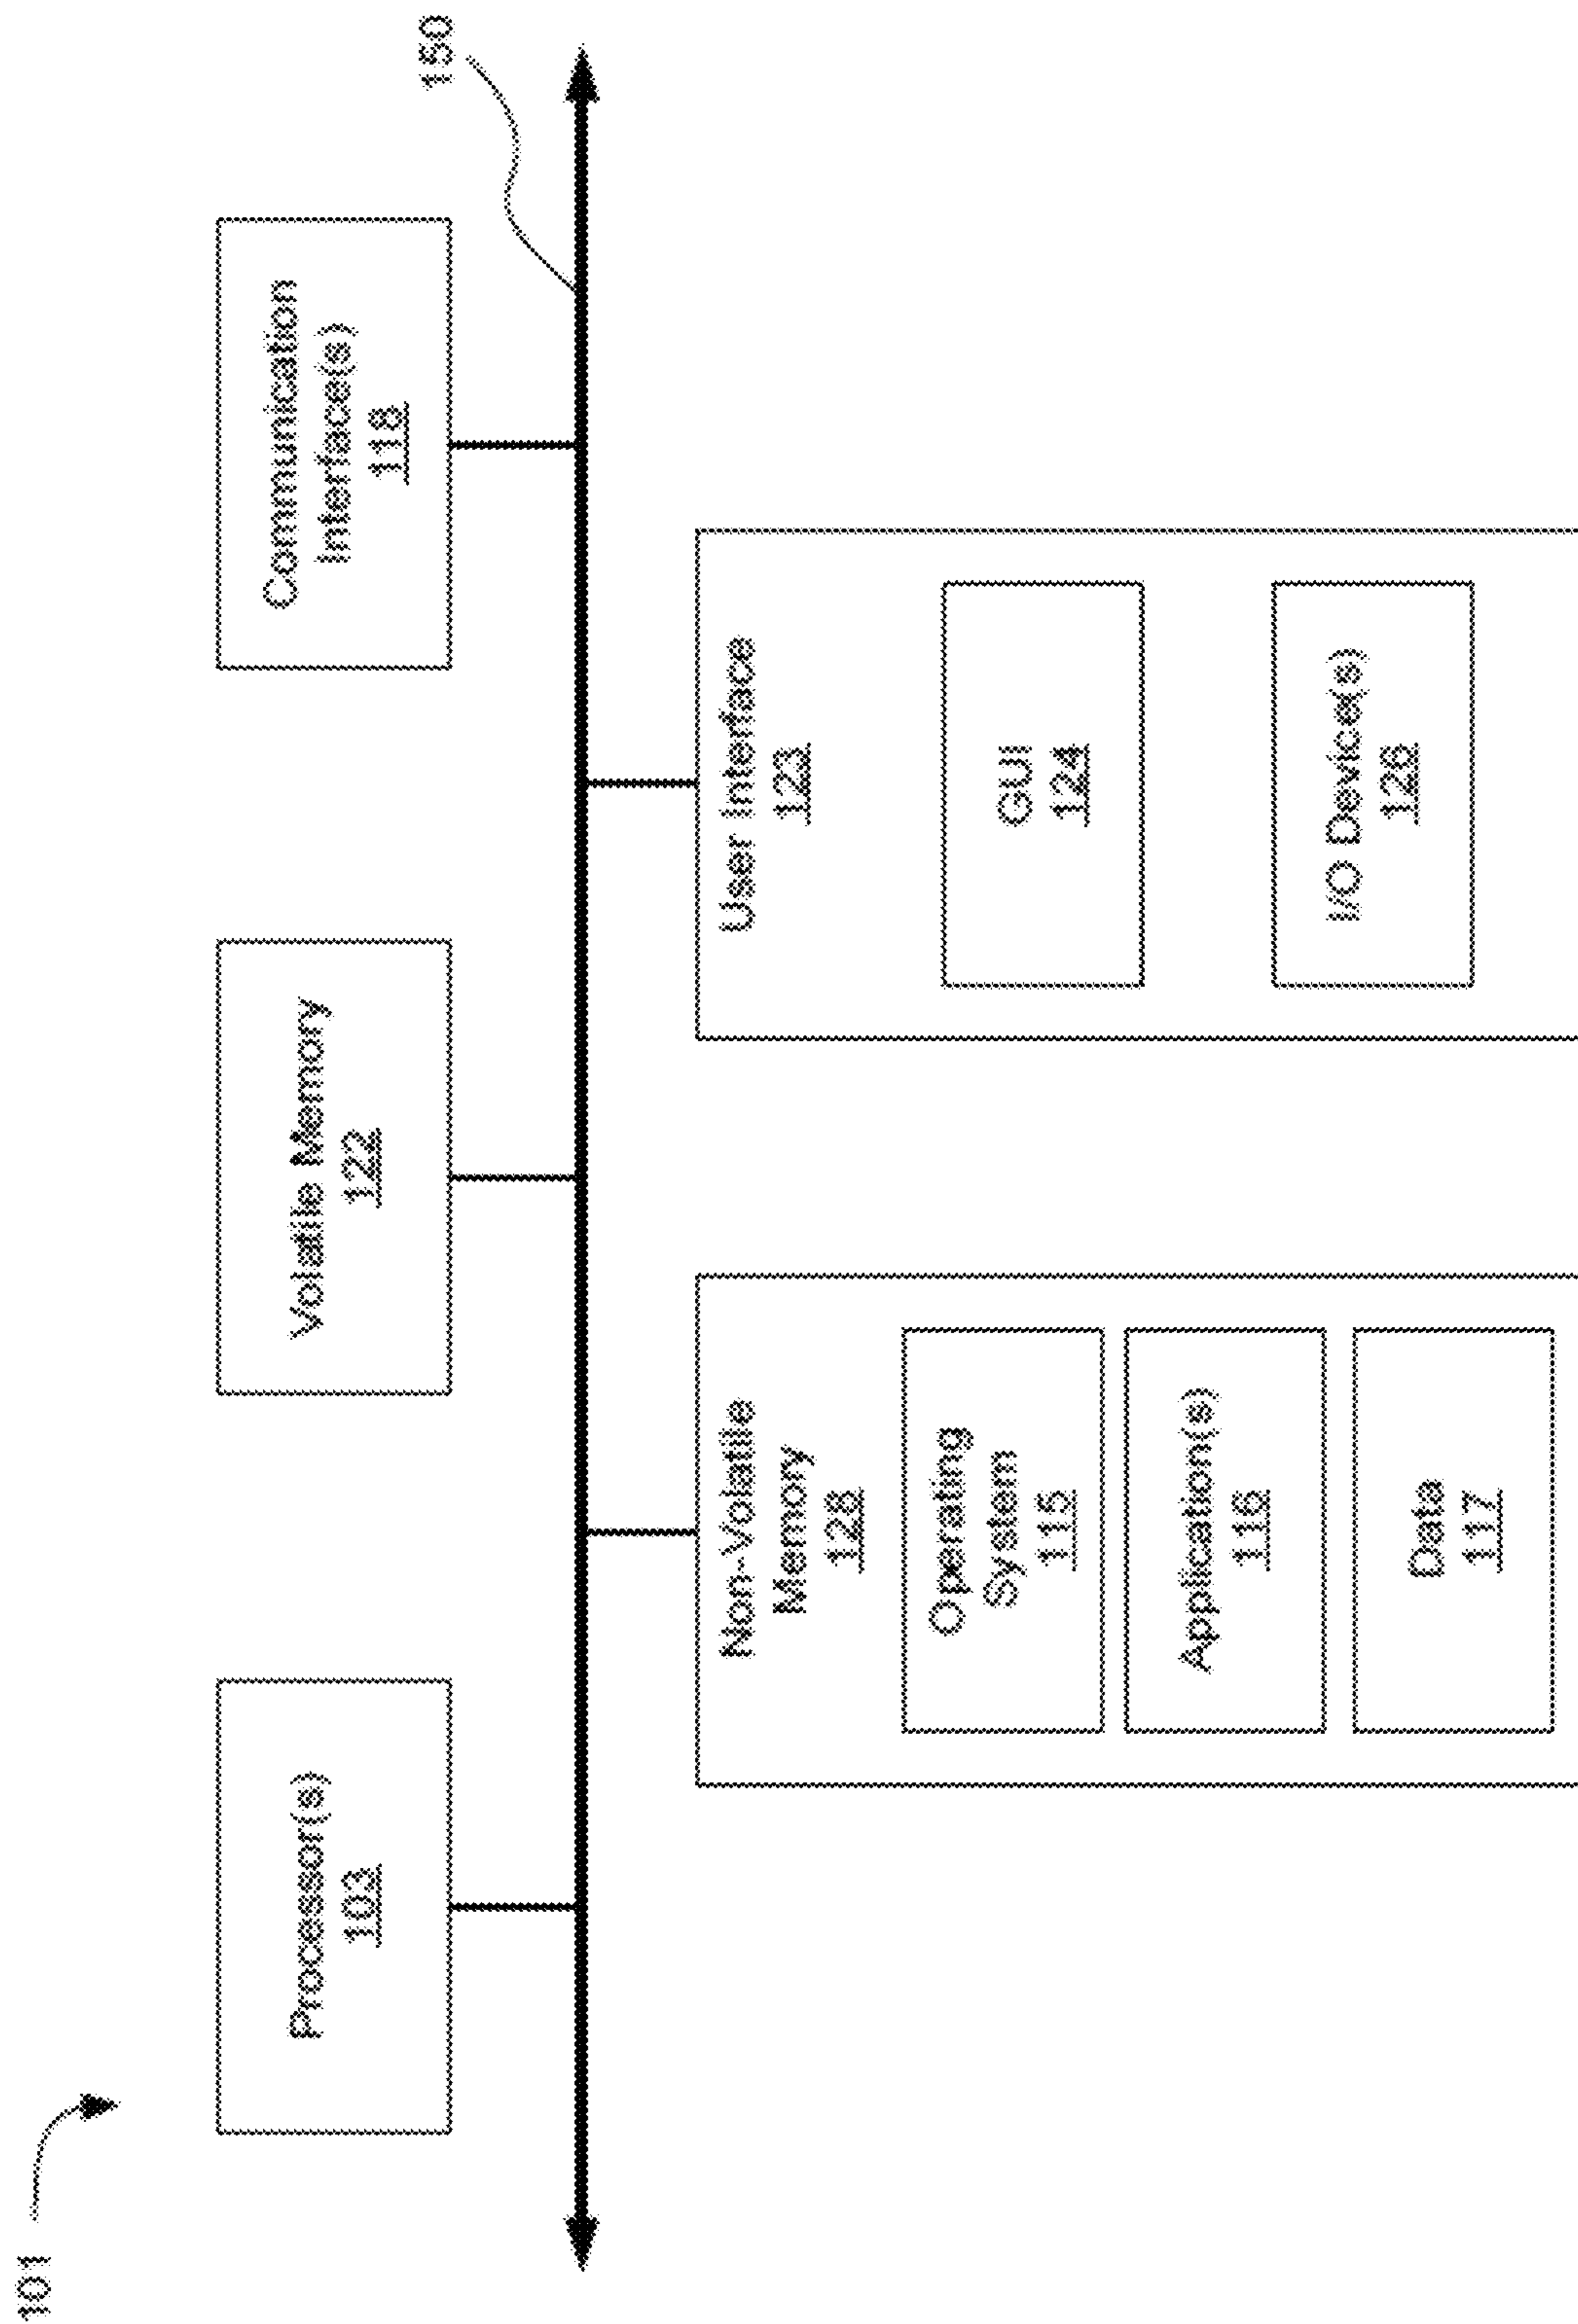 101
Processor(s)
103
Volatile Memory
122
Communication
Interface(s)
118
150
Non-Volatile
Memory
128
Operating
System
115
Application(s)
116
Data
117
User Interface
123
GUI
124
I/O Device(s)
126